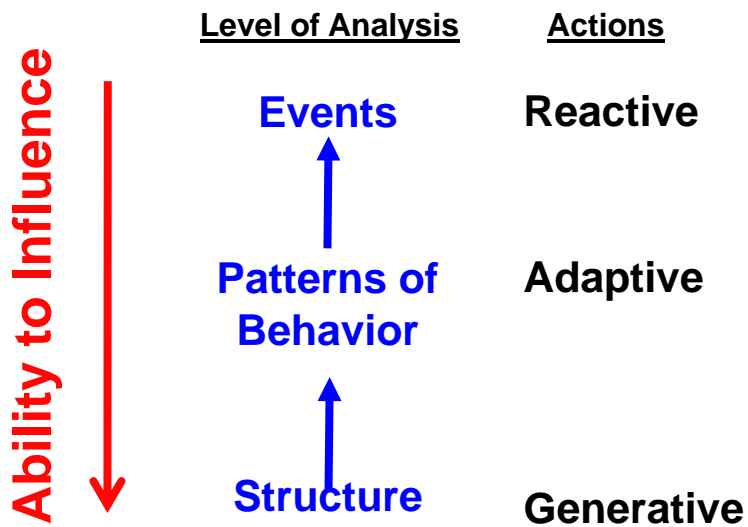 Level of Analysis Actions
Ability to Influence
Events Reactive
Patterns of
Behavior
Adaptive
Structure Generative